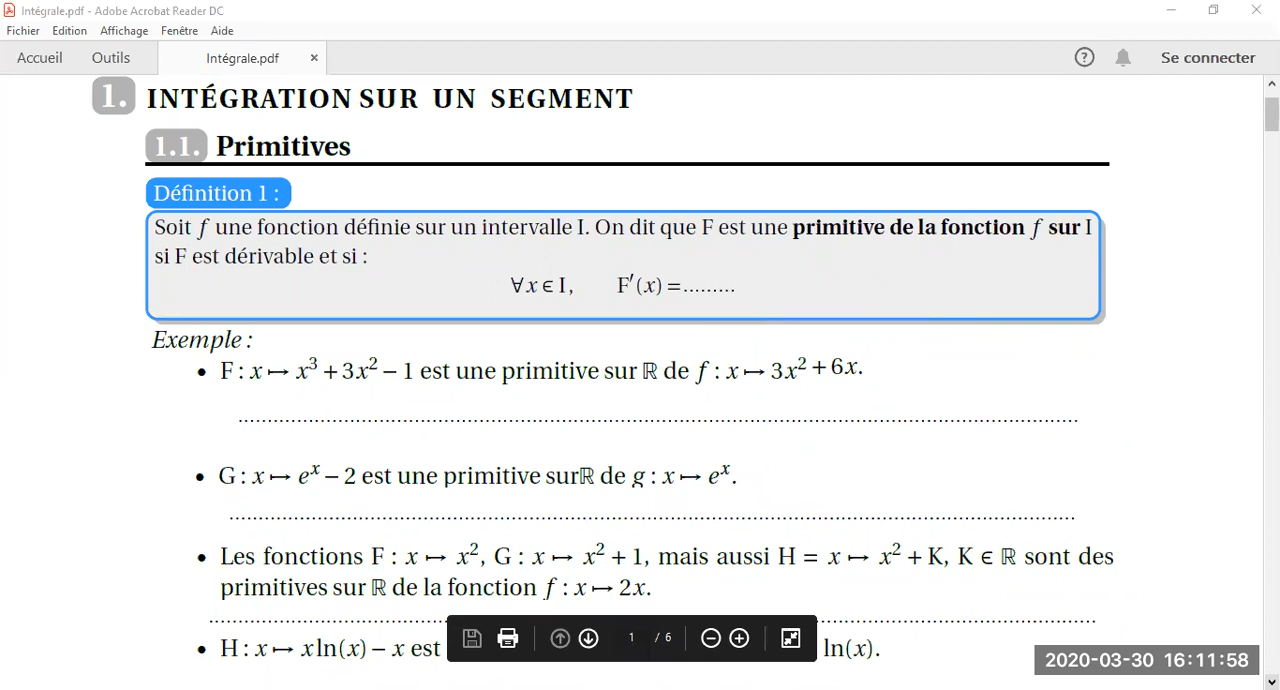 Intégrale.pdf - Adobe Acrobat Reader DC
Fichier Edition Affichage Fenêtre Aide
Accueil Outils Intégrale.pdf × ? Se connecter
1. INTÉGRATION SUR UN SEGMENT
1.1. Primitives
Définition 1 :
Soit f une fonction définie sur un intervalle I. On dit que F est une primitive de la fonction f sur I
si F est dérivable et si :
∀x ∈ I, F′(x) =.........
Exemple :
• F : x ↦ x³ + 3x² − 1 est une primitive sur ℝ de f : x ↦ 3x² + 6x.
................................................................................
• G : x ↦ eˣ − 2 est une primitive surℝ de g : x ↦ eˣ.
................................................................................
• Les fonctions F : x ↦ x², G : x ↦ x² + 1, mais aussi H = x ↦ x² + K, K ∈ ℝ sont des
primitives sur ℝ de la fonction f : x ↦ 2x.
................................................................................
• H : x ↦ x ln(x) − x est ln(x).
1 / 6
2020-03-30 16:11:58